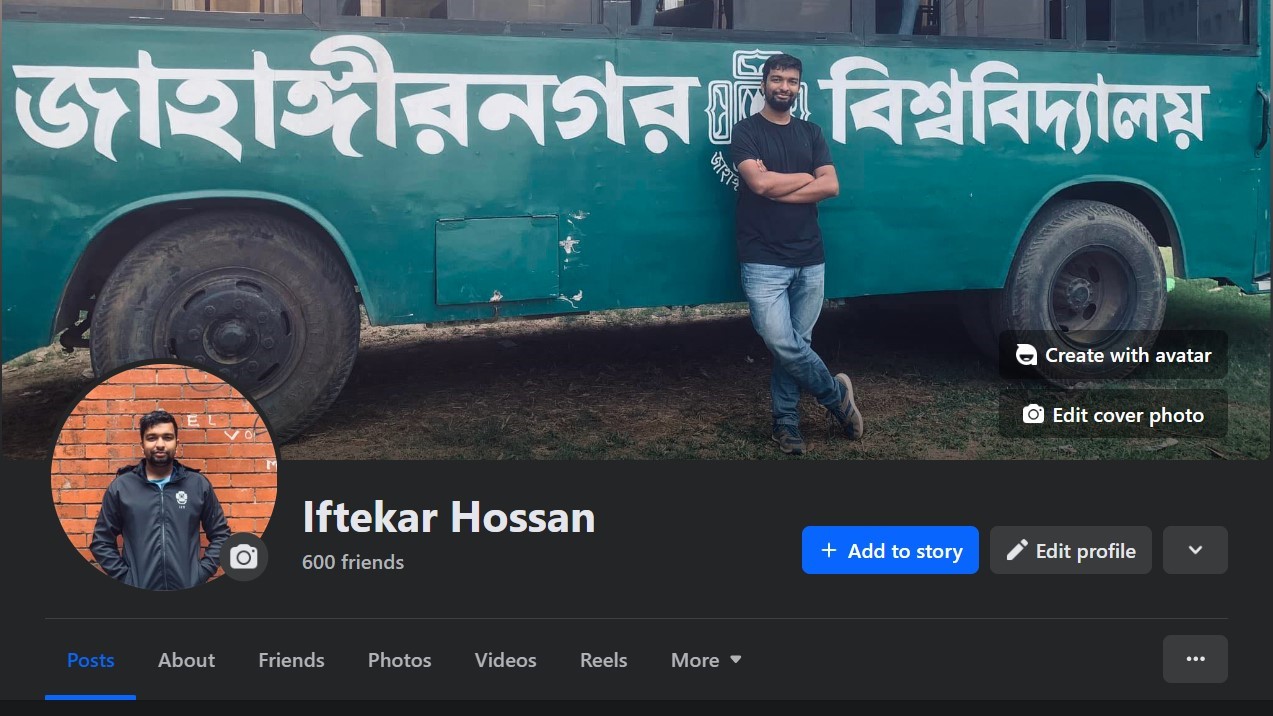 জাহাঙ্গীরনগর বিশ্ববিদ্যালয়
Create with avatar
Edit cover photo
E L
Iftekar Hossan
600 friends
+ Add to story
Edit profile
Posts
About
Friends
Photos
Videos
Reels
More